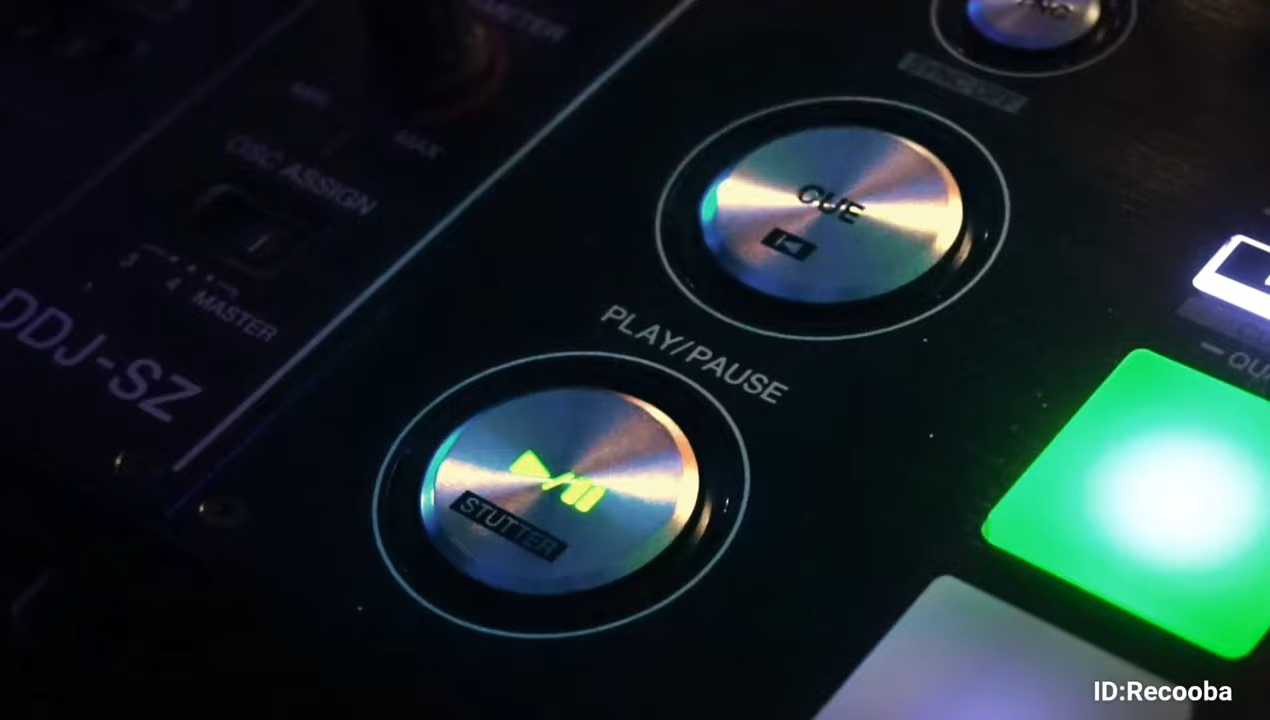 MAX
OSC ASSIGN
MASTER
DDJ-SZ
CUE
PLAY/PAUSE
STUTTER
ID:Recooba